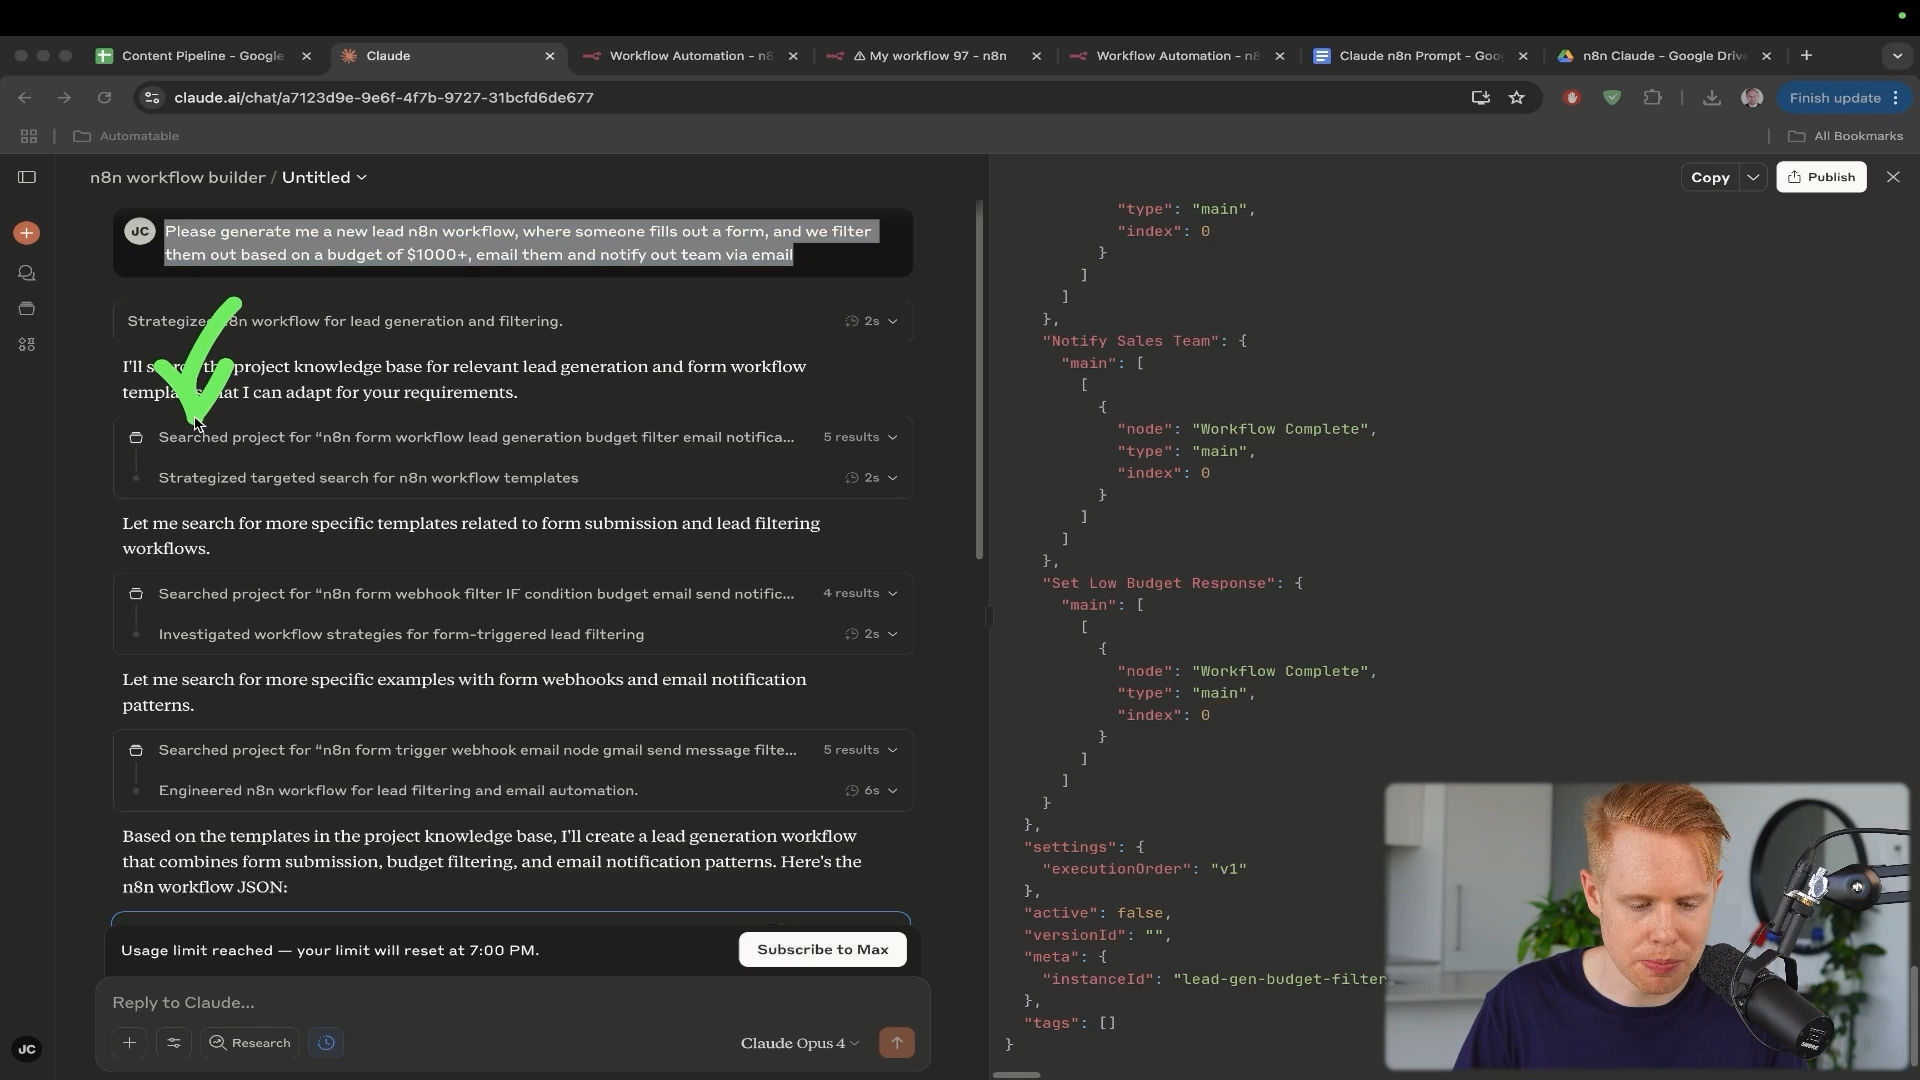 Content Pipeline - Google
Claude
Workflow Automation - n8
My workflow 97 - n8n
Workflow Automation - n8
Claude n8n Prompt - Goo
n8n Claude - Google Drive
claude.ai/chat/a7123d9e-9e6f-4f7b-9727-31bcfd6de677
Finish update
Automatable
All Bookmarks
n8n workflow builder / Untitled
Copy
Publish
JC
Please generate me a new lead n8n workflow, where someone fills out a form, and we filter
them out based on a budget of $1000+, email them and notify out team via email
Strategized n8n workflow for lead generation and filtering.
2s
I'll search the project knowledge base for relevant lead generation and form workflow
templates that I can adapt for your requirements.
Searched project for “n8n form workflow lead generation budget filter email notifica...
5 results
Strategized targeted search for n8n workflow templates
2s
Let me search for more specific templates related to form submission and lead filtering
workflows.
Searched project for “n8n form webhook filter IF condition budget email send notific...
4 results
Investigated workflow strategies for form-triggered lead filtering
2s
Let me search for more specific examples with form webhooks and email notification
patterns.
Searched project for “n8n form trigger webhook email node gmail send message filte...
5 results
Engineered n8n workflow for lead filtering and email automation.
6s
Based on the templates in the project knowledge base, I'll create a lead generation workflow
that combines form submission, budget filtering, and email notification patterns. Here's the
n8n workflow JSON:
Usage limit reached — your limit will reset at 7:00 PM.
Subscribe to Max
Reply to Claude...
Research
Claude Opus 4
JC
"type": "main",
"index": 0
}
]
]
},
"Notify Sales Team": {
"main": [
[
{
"node": "Workflow Complete",
"type": "main",
"index": 0
}
]
]
},
"Set Low Budget Response": {
"main": [
[
{
"node": "Workflow Complete",
"type": "main",
"index": 0
}
]
]
}
},
"settings": {
"executionOrder": "v1"
},
"active": false,
"versionId": "",
"meta": {
"instanceId": "lead-gen-budget-filter
},
"tags": []
}